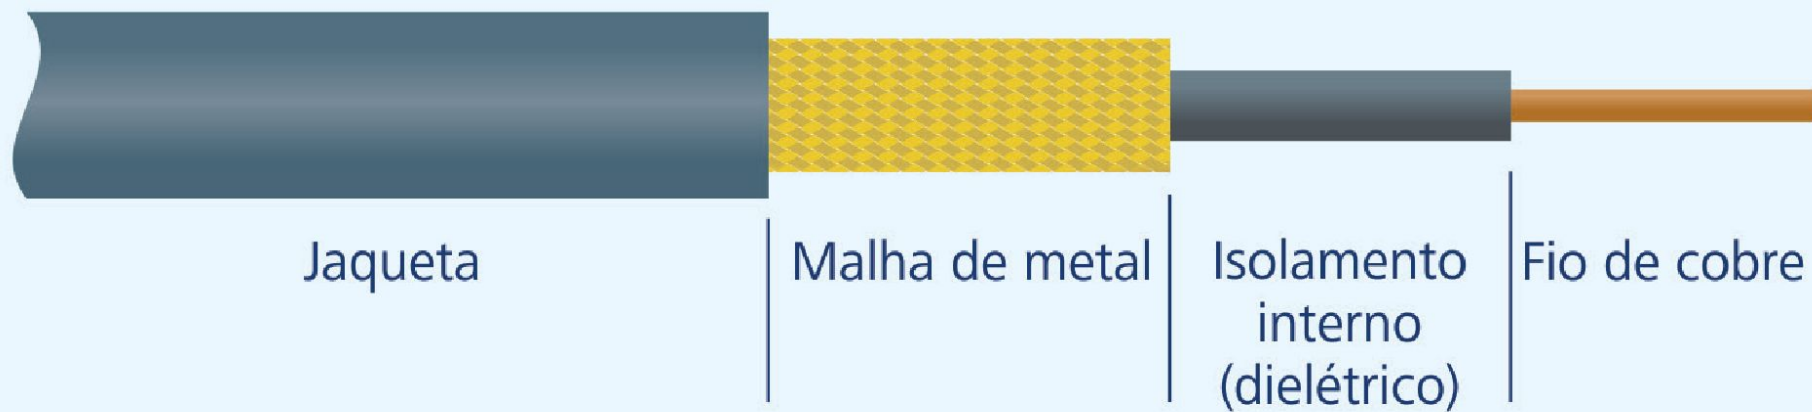 Jaqueta
Malha de metal
Isolamento
interno
(dielétrico)
Fio de cobre